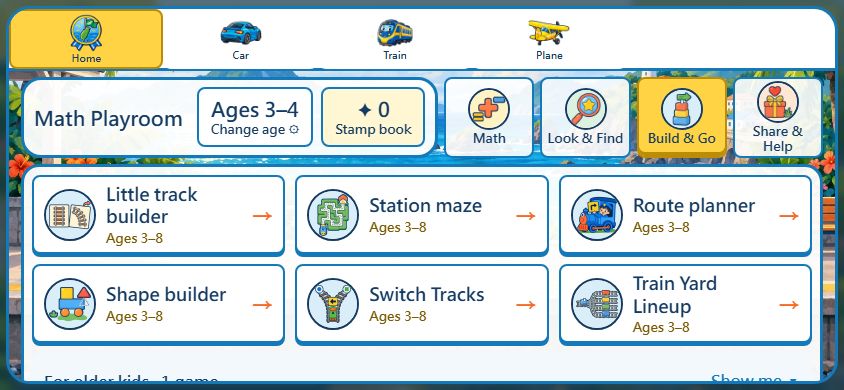 Home
Car
Train
Plane
Math Playroom
Ages 3–4
Change age ⚙
✦ 0
Stamp book
Math
Look & Find
Build & Go
Share &
Help
Little track
builder
Ages 3–8
→
Station maze
Ages 3–8
→
Route planner
Ages 3–8
→
Shape builder
Ages 3–8
→
Switch Tracks
Ages 3–8
→
Train Yard
Lineup
Ages 3–8
→
For older kids · 1 game
Show me